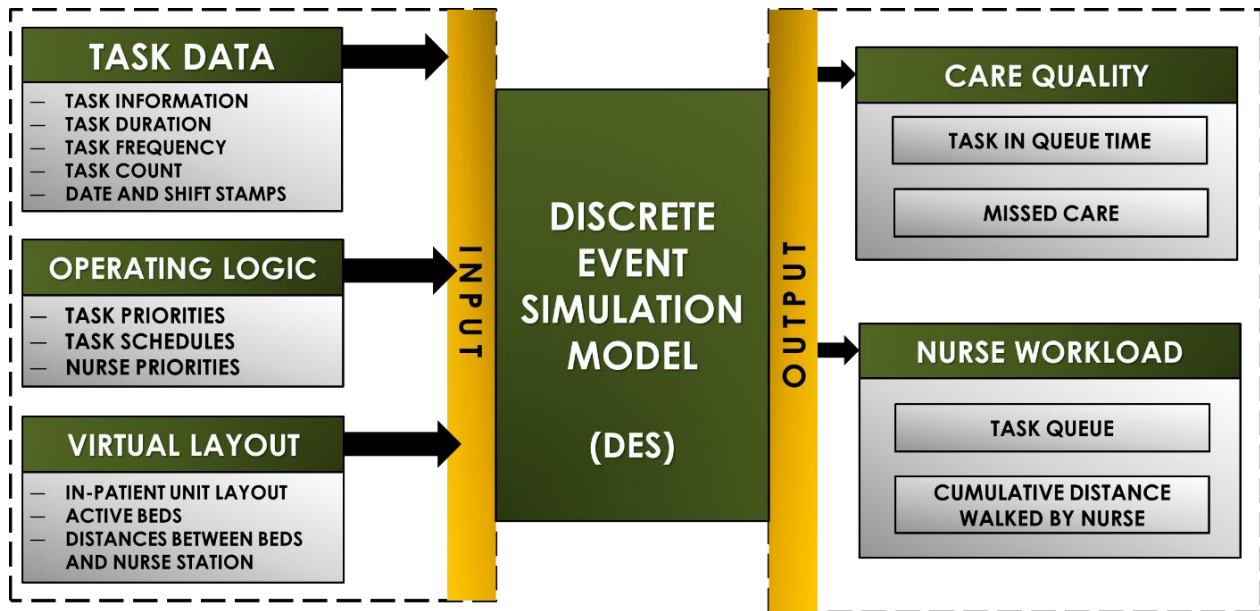 TASK DATA
— TASK INFORMATION
— TASK DURATION
— TASK FREQUENCY
— TASK COUNT
— DATE AND SHIFT STAMPS
OPERATING LOGIC
— TASK PRIORITIES
— TASK SCHEDULES
— NURSE PRIORITIES
VIRTUAL LAYOUT
— IN-PATIENT UNIT LAYOUT
— ACTIVE BEDS
— DISTANCES BETWEEN BEDS
AND NURSE STATION
INPUT
DISCRETE
EVENT
SIMULATION
MODEL
(DES)
OUTPUT
CARE QUALITY
TASK IN QUEUE TIME
MISSED CARE
NURSE WORKLOAD
TASK QUEUE
CUMULATIVE DISTANCE
WALKED BY NURSE